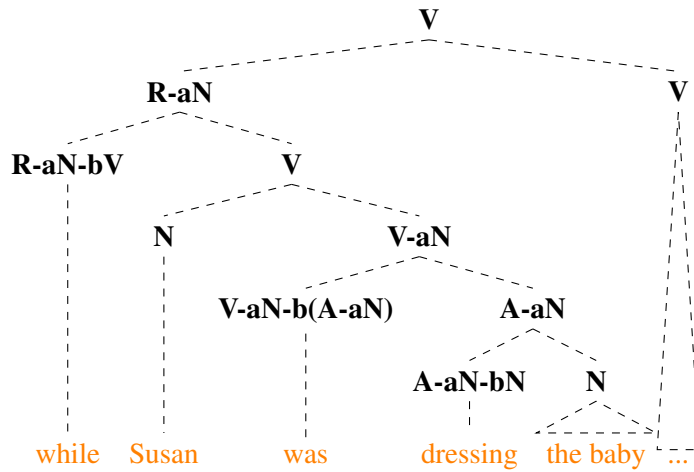 V
R-aN V
R-aN-bV V
N V-aN
V-aN-b(A-aN) A-aN
A-aN-bN N
while Susan was dressing the baby ...